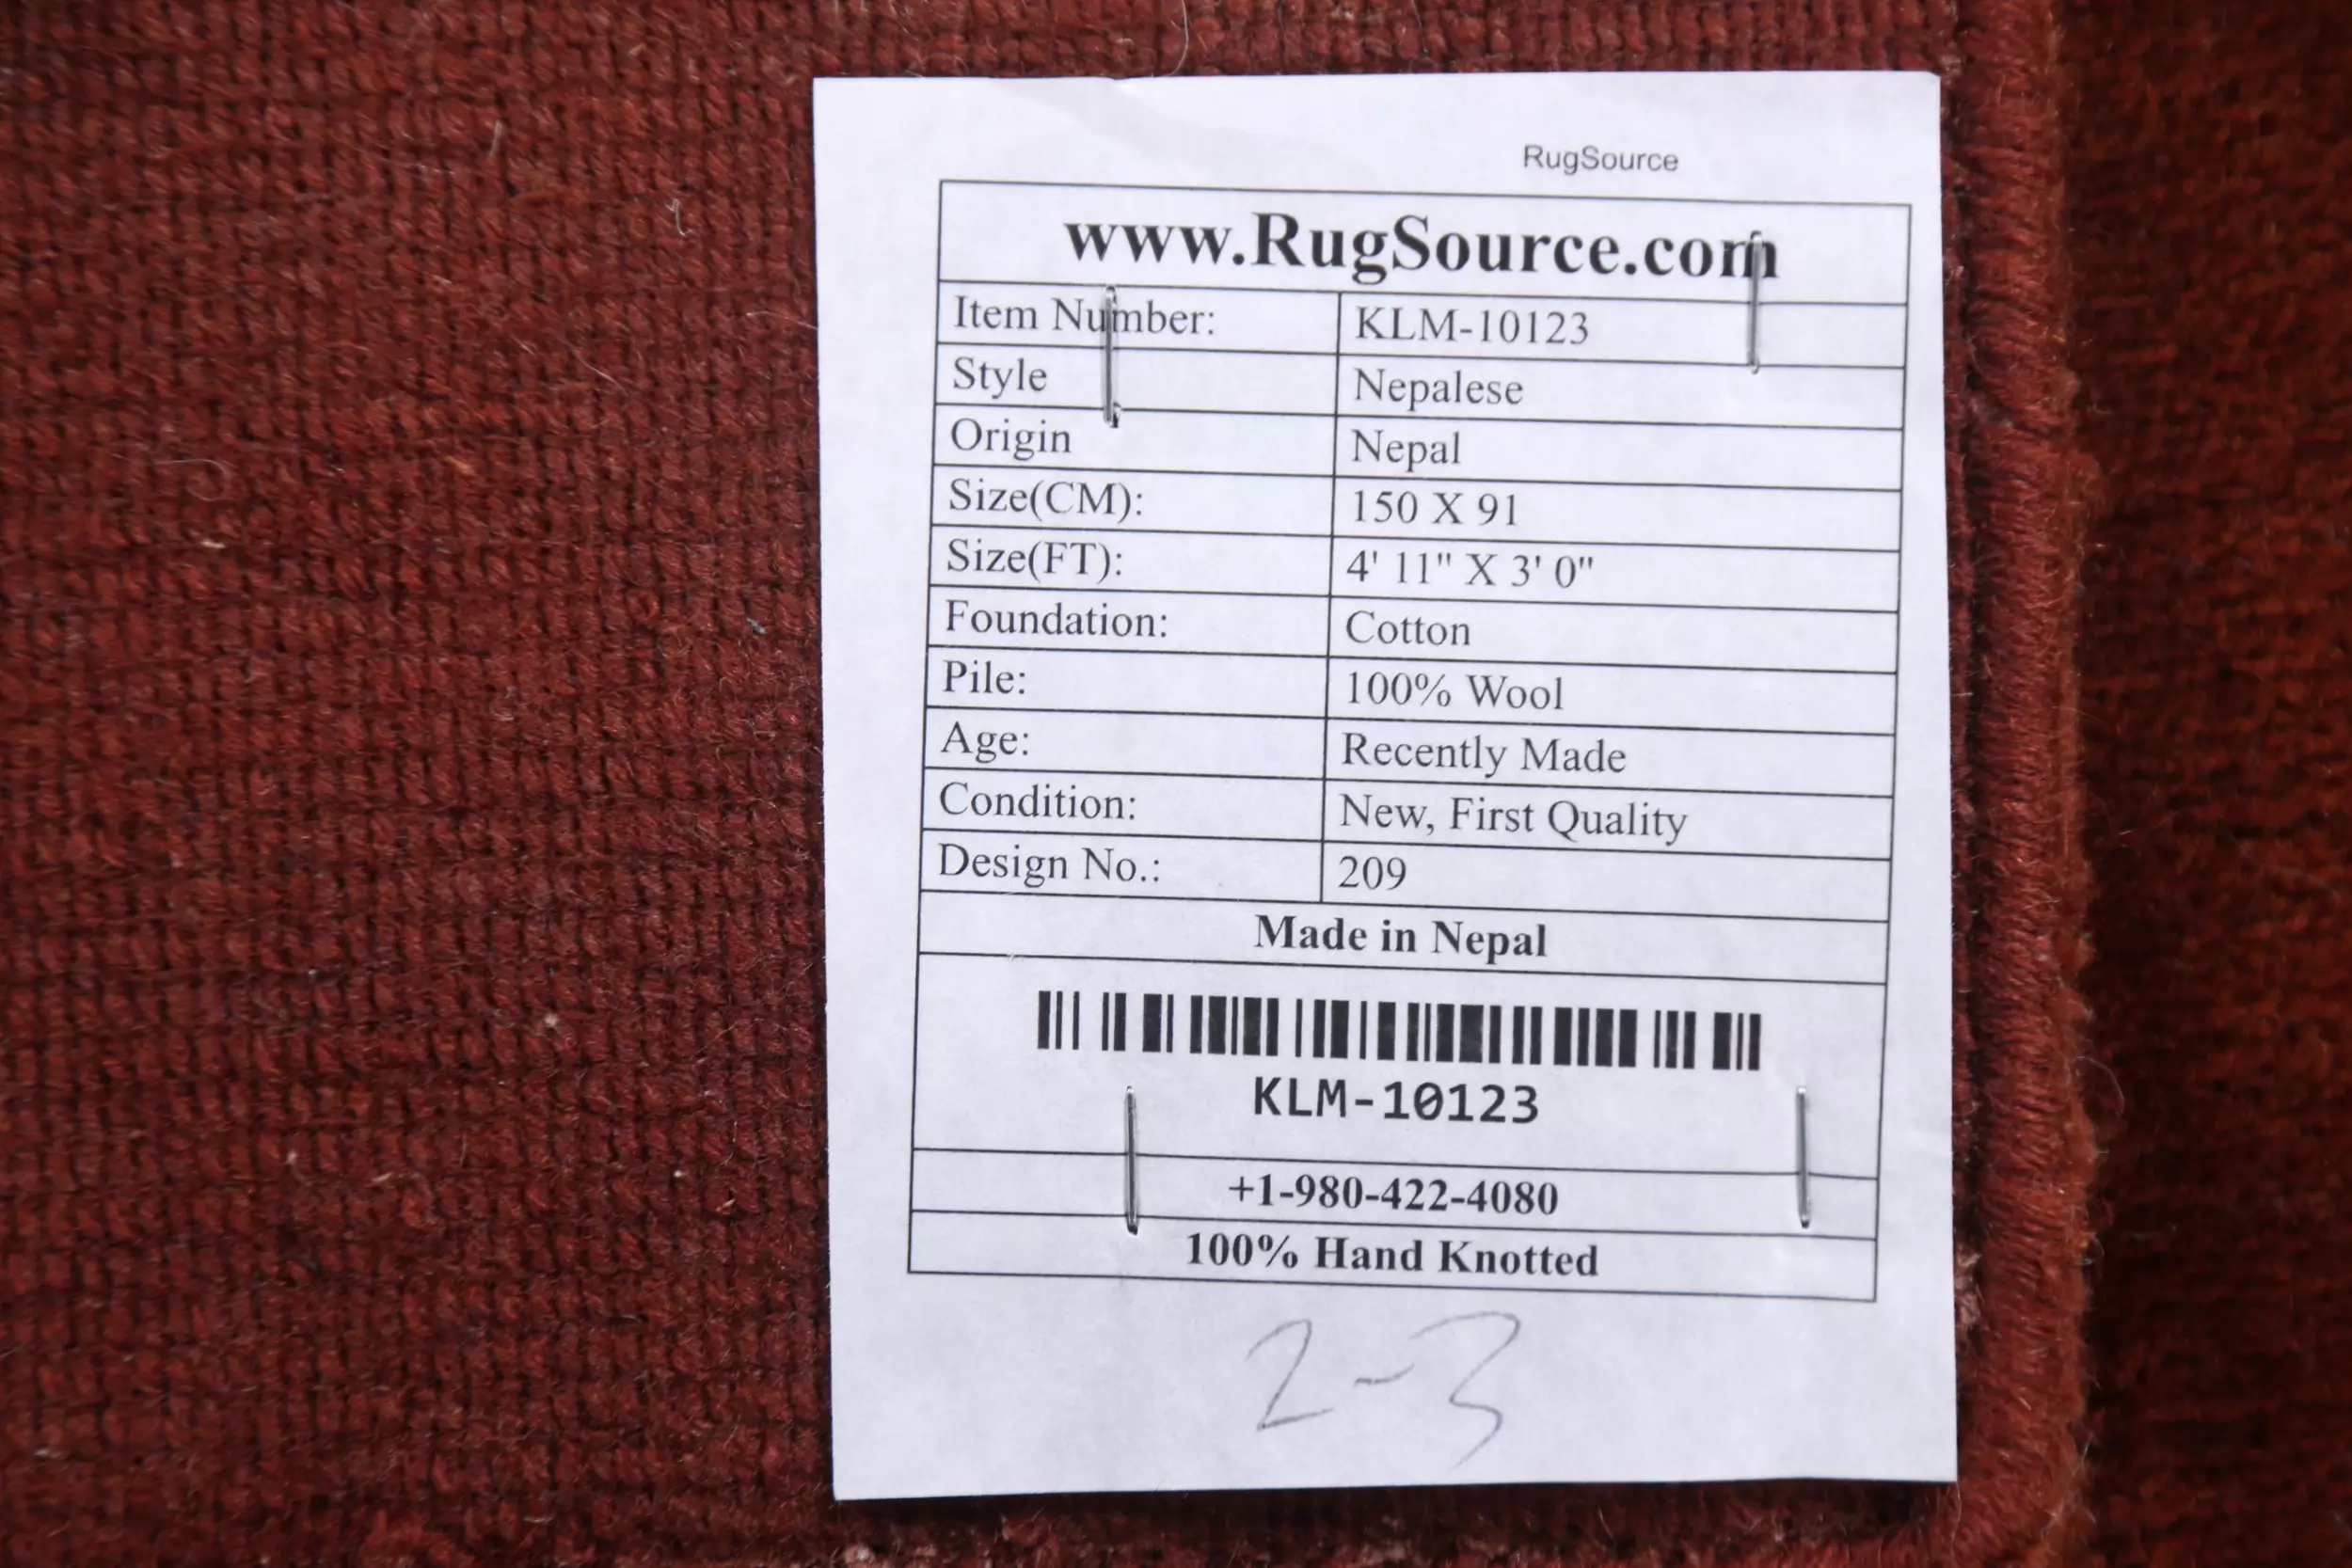 RugSource
www.RugSource.com
Item Number: KLM-10123
Style Nepalese
Origin Nepal
Size(CM): 150 X 91
Size(FT): 4' 11" X 3' 0"
Foundation: Cotton
Pile: 100% Wool
Age: Recently Made
Condition: New, First Quality
Design No.: 209
Made in Nepal
KLM-10123
+1-980-422-4080
100% Hand Knotted
2-3